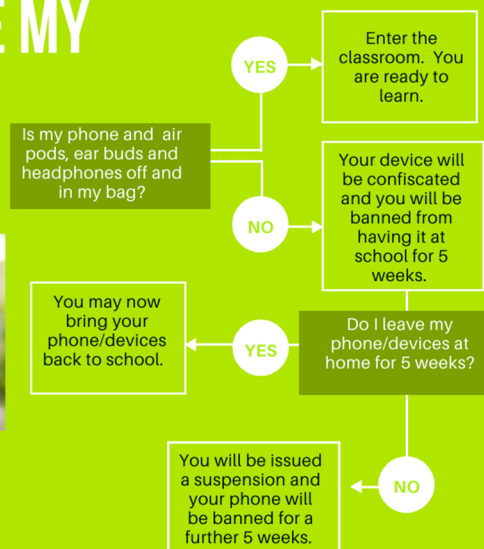 E MY
YES
Enter the
classroom.  You
are ready to
learn.
Is my phone and  air
pods, ear buds and
headphones off and
in my bag?
NO
Your device will
be confiscated
and you will be
banned from
having it at
school for 5
weeks.
You may now
bring your
phone/devices
back to school.
YES
Do I leave my
phone/devices at
home for 5 weeks?
You will be issued
a suspension and
your phone will
be banned for a
further 5 weeks.
NO